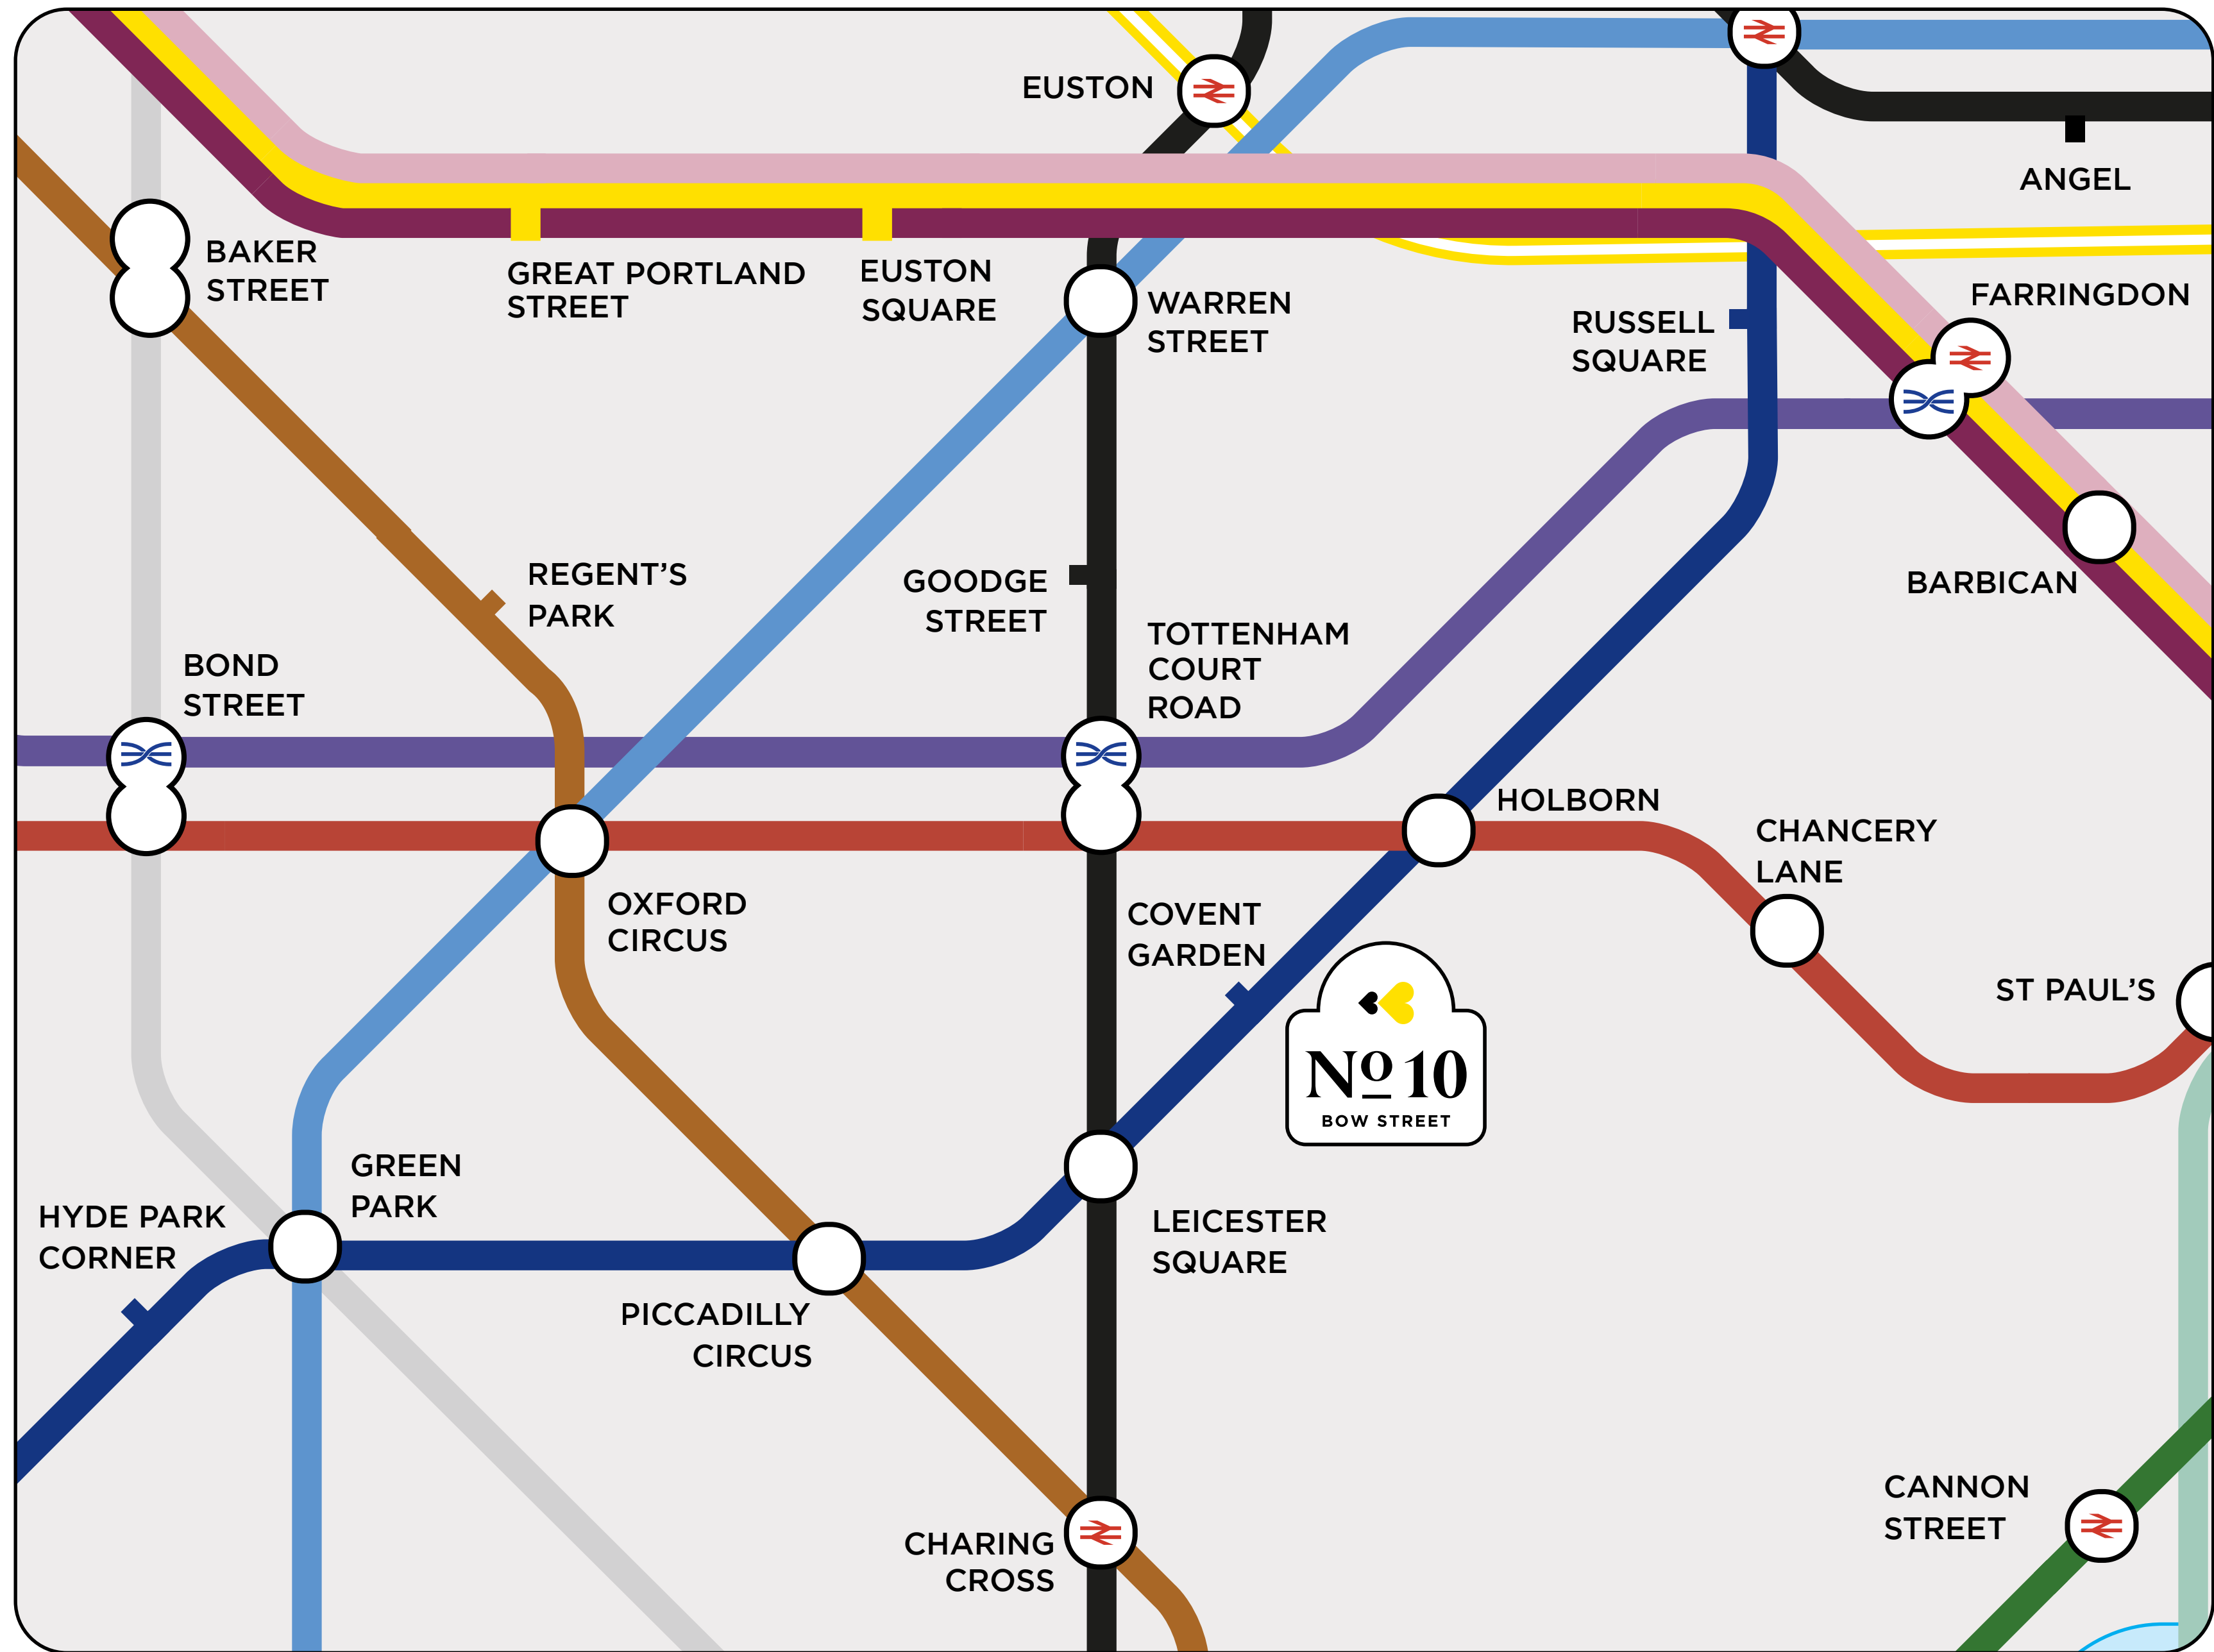 EUSTON
ANGEL
BAKER
STREET
GREAT PORTLAND
STREET
EUSTON
SQUARE
WARREN
STREET
RUSSELL
SQUARE
FARRINGDON
REGENT’S
PARK
GOODGE
STREET
BARBICAN
BOND
STREET
TOTTENHAM
COURT
ROAD
HOLBORN
CHANCERY
LANE
OXFORD
CIRCUS
COVENT
GARDEN
ST PAUL’S
Nº 10
BOW STREET
GREEN
PARK
HYDE PARK
CORNER
LEICESTER
SQUARE
PICCADILLY
CIRCUS
CHARING
CROSS
CANNON
STREET